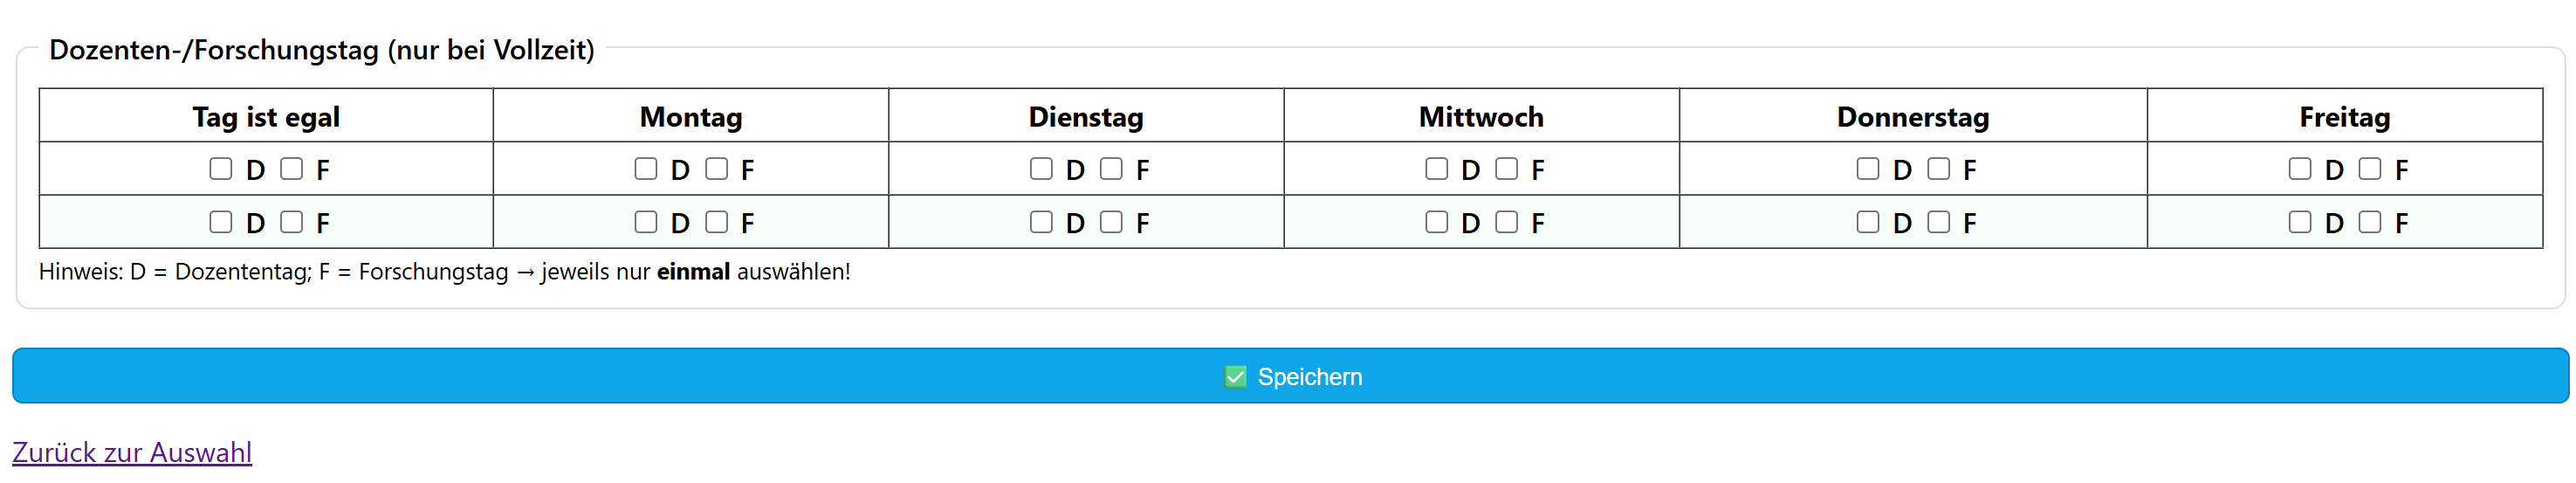 Dozenten-/Forschungstag (nur bei Vollzeit)
Tag ist egal Montag Dienstag Mittwoch Donnerstag Freitag
D F D F D F D F D F D F
D F D F D F D F D F D F
Hinweis: D = Dozententag; F = Forschungstag → jeweils nur einmal auswählen!
✅ Speichern
Zurück zur Auswahl